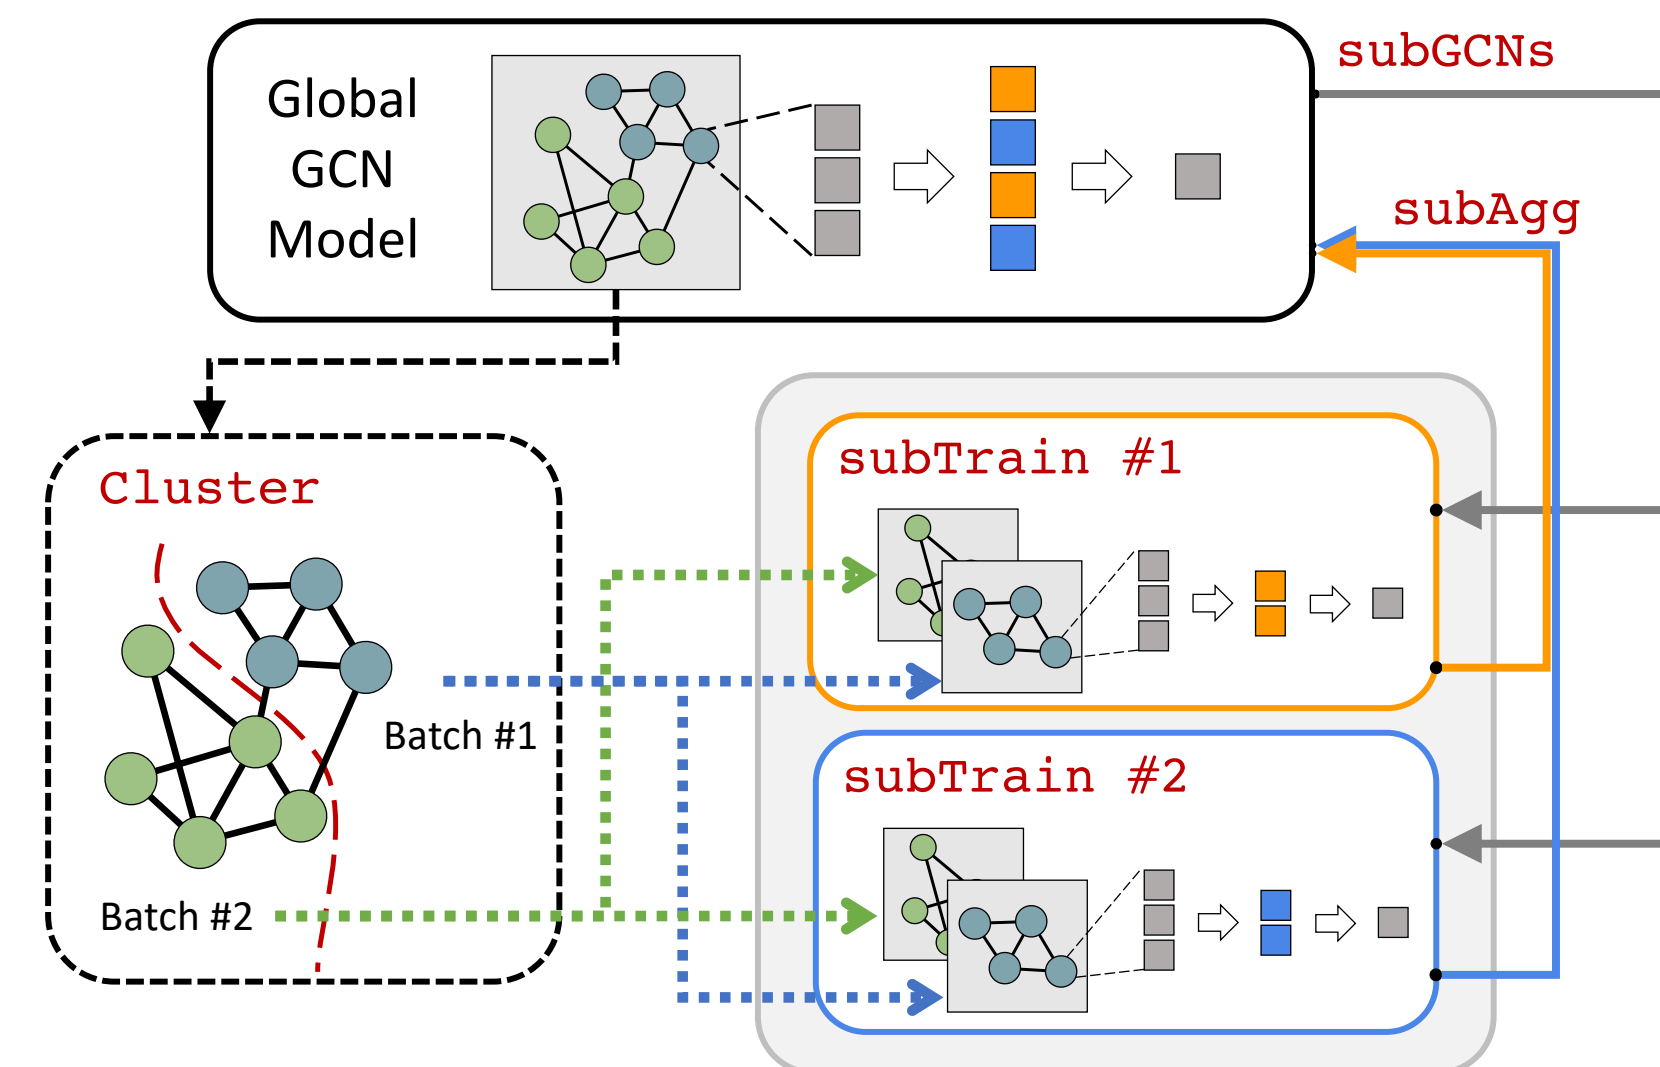 Global
GCN
Model
subGCNs
subAgg
Cluster
Batch #1
Batch #2
subTrain #1
subTrain #2